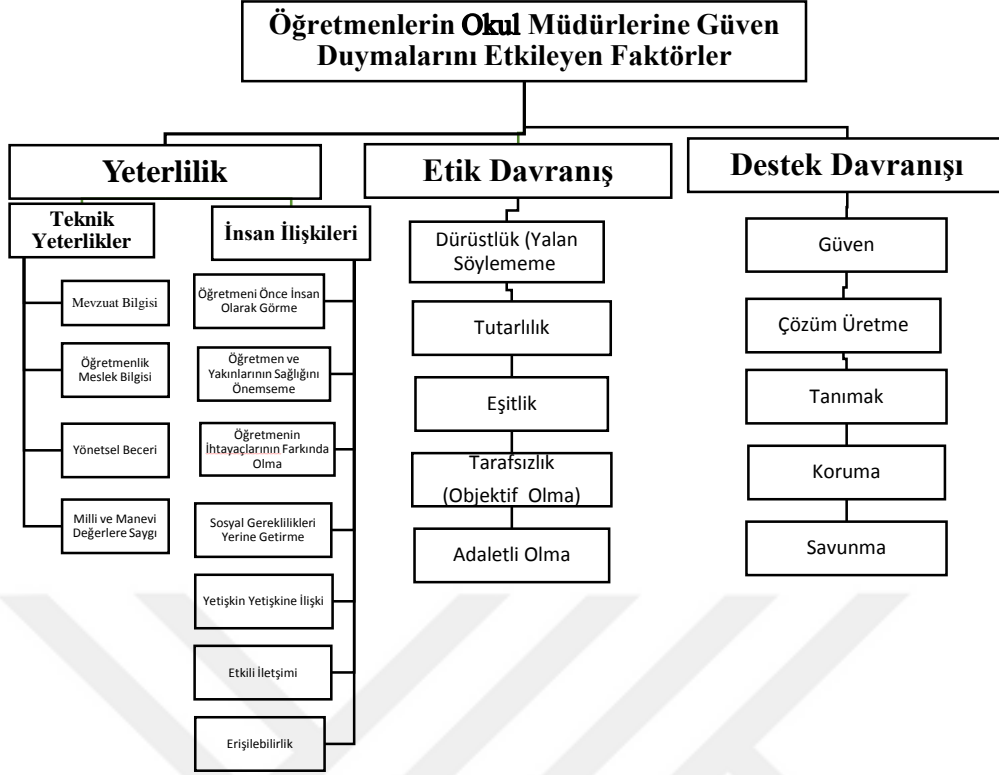 Öğretmenlerin Okul Müdürlerine Güven
Duymalarını Etkileyen Faktörler
Yeterlilik
Teknik
Yeterlikler
Mevzuat Bilgisi
Öğretmenlik
Meslek Bilgisi
Yönetsel Beceri
Milli ve Manevi
Değerlere Saygı
İnsan İlişkileri
Öğretmeni Önce İnsan
Olarak Görme
Öğretmen ve
Yakınlarının Sağlığını
Önemseme
Öğretmenin
İhtayaçlarının Farkında
Olma
Sosyal Gereklilikleri
Yerine Getirme
Yetişkin Yetişkine İlişki
Etkili İletşimi
Erişilebilirlik
Etik Davranış
Dürüstlük (Yalan
Söylememe
Tutarlılık
Eşitlik
Tarafsızlık
(Objektif Olma)
Adaletli Olma
Destek Davranışı
Güven
Çözüm Üretme
Tanımak
Koruma
Savunma